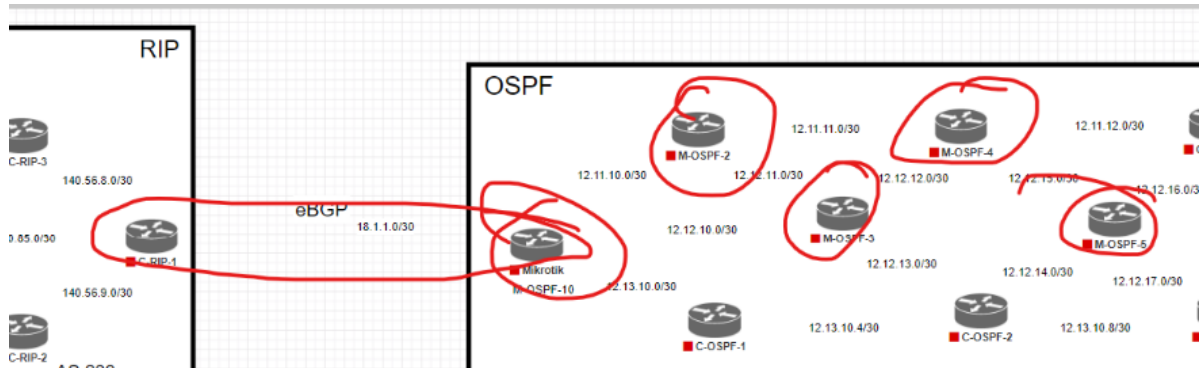 RIP
OSPF
C-RIP-3
140.56.8.0/30
eBGP
18.1.1.0/30
0.85.0/30
C-RIP-1
140.56.9.0/30
C-RIP-2
12.11.11.0/30
11.12.0/30
M-OSPF-2
M-OSPF-4
12.11.10.0/30
12.12.11.0/30
12.12.12.0/30
12.12.16.0/3
12.12.10.0/30
M-OSPF-3
M-OSPF-5
Mikrotik
M-OSPF-10
12.12.13.0/30
12.12.14.0/30
12.12.17.0/30
12.13.10.0/30
C-OSPF-1
12.13.10.4/30
C-OSPF-2
12.13.10.8/30